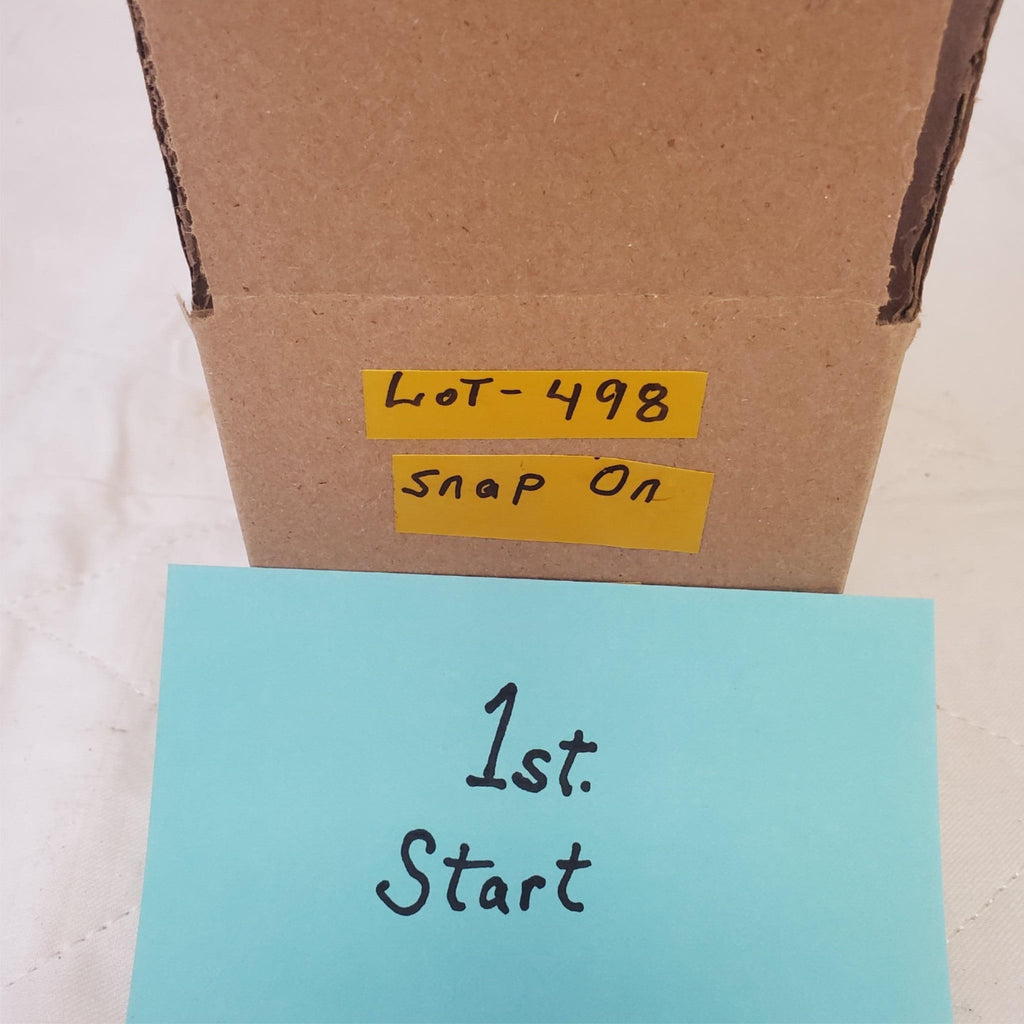 LoT-498
snap On
1st.
Start